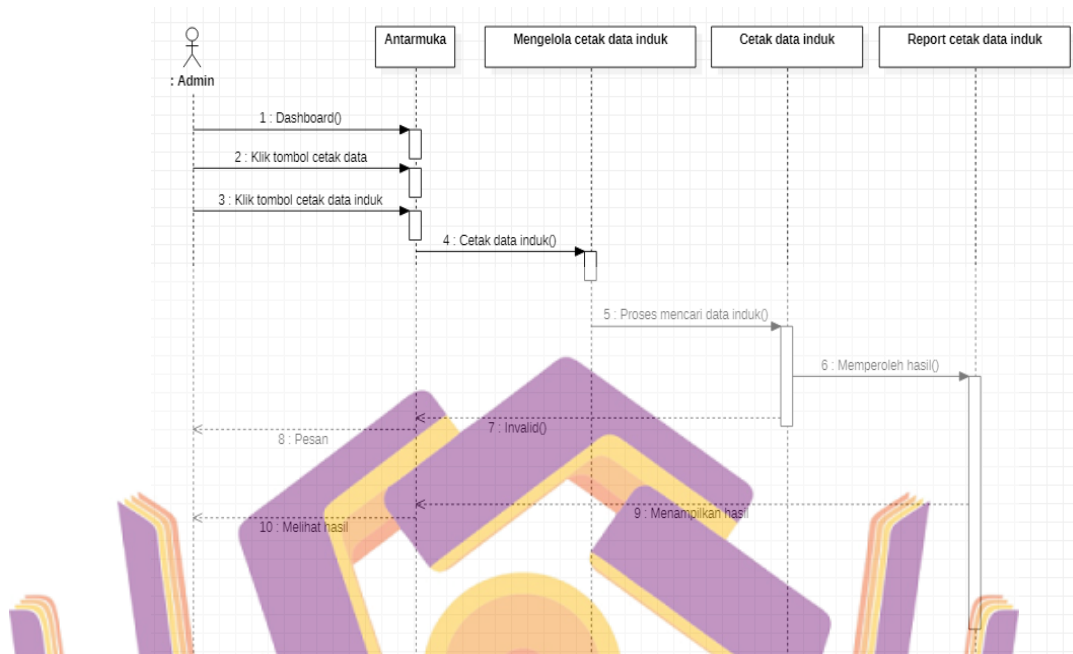 : Admin
Antarmuka
Mengelola cetak data induk
Cetak data induk
Report cetak data induk
1 : Dashboard()
2 : Klik tombol cetak data
3 : Klik tombol cetak data induk
4 : Cetak data induk()
5 : Proses mencari data induk()
6 : Memperoleh hasil()
7 : Invalid()
8 : Pesan
9 : Menampilkan hasil
10 : Melihat hasil